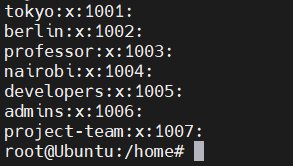 tokyo:x:1001:
berlin:x:1002:
professor:x:1003:
nairobi:x:1004:
developers:x:1005:
admins:x:1006:
project-team:x:1007:
root@Ubuntu:/home#